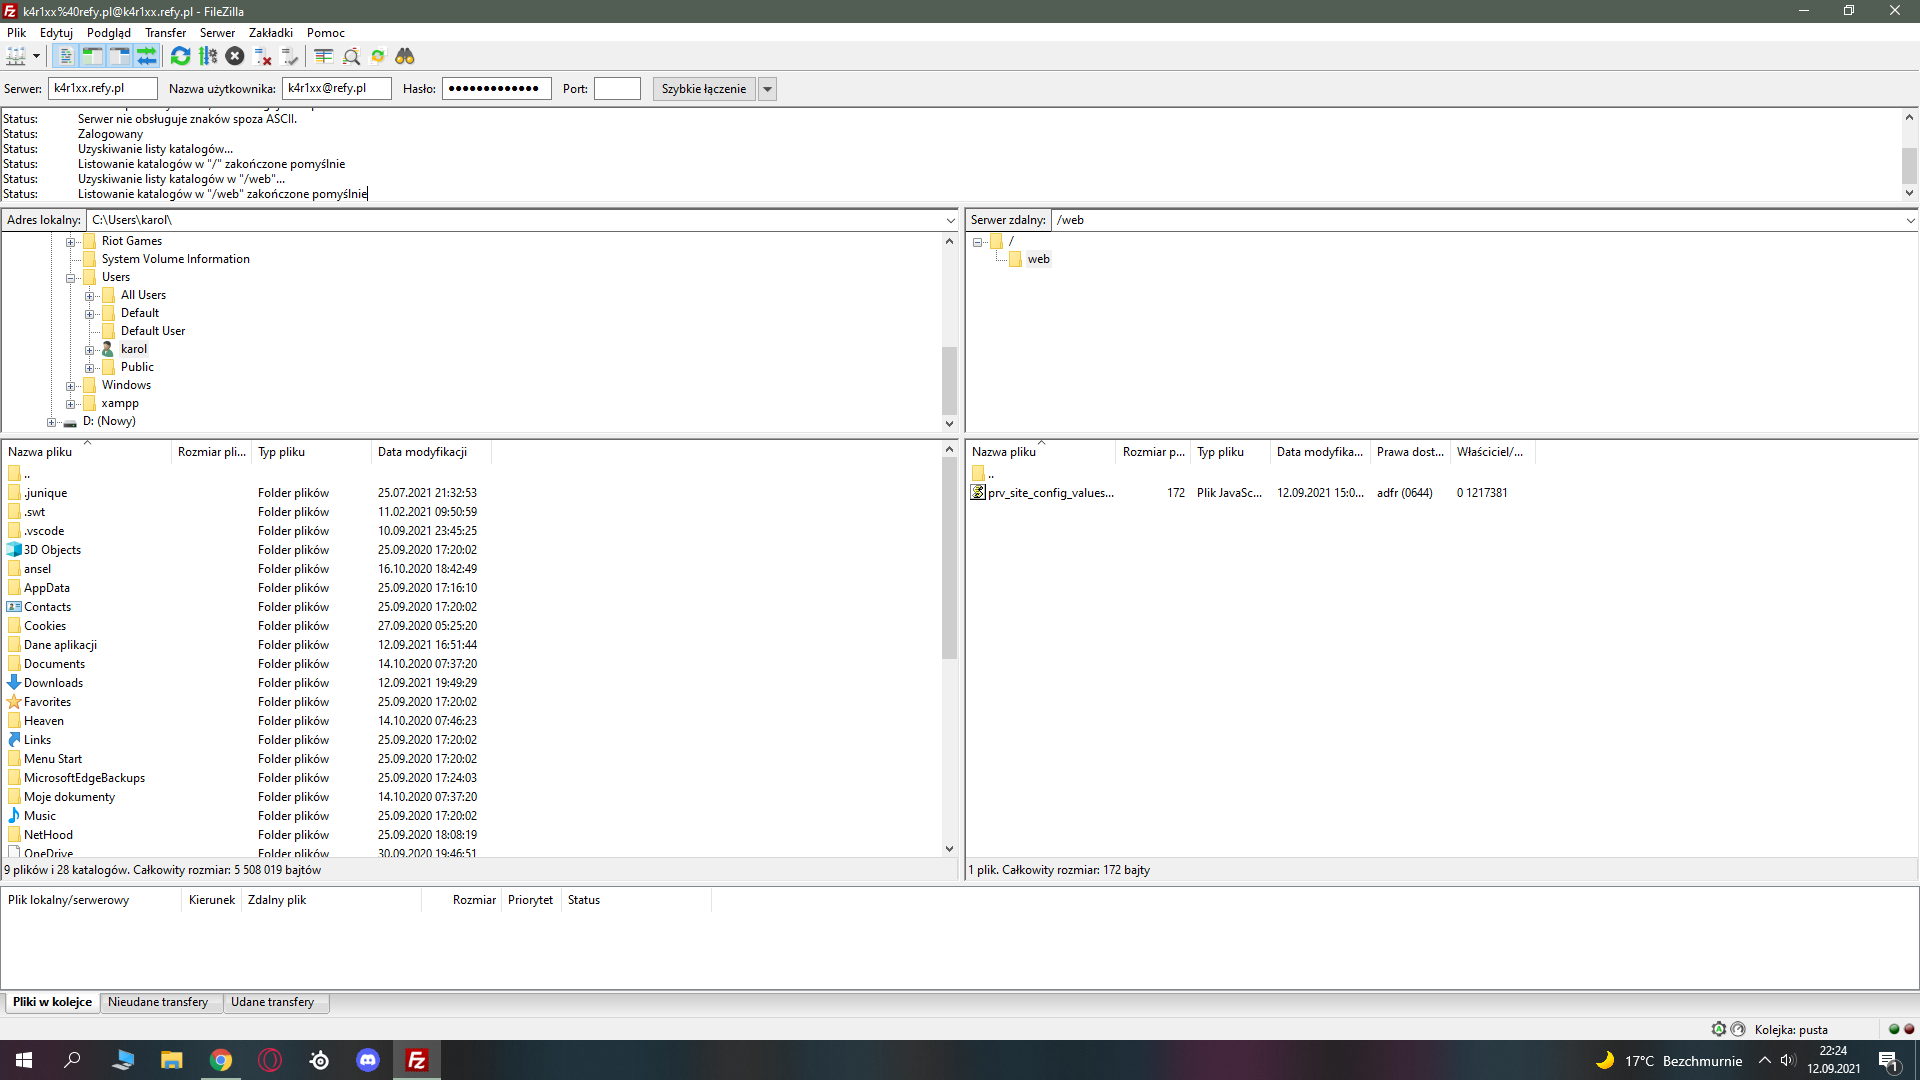 k4r1xx%40refy.pl@k4r1xx.refy.pl - FileZilla
Plik Edytuj Podgląd Transfer Serwer Zakładki Pomoc
Serwer: k4r1xx.refy.pl Nazwa użytkownika: k4r1xx@refy.pl Hasło: ●●●●●●●●●●●●● Port: Szybkie łączenie
Status: Serwer nie obsługuje znaków spoza ASCII.
Status: Zalogowany
Status: Uzyskiwanie listy katalogów...
Status: Listowanie katalogów w "/" zakończone pomyślnie
Status: Uzyskiwanie listy katalogów w "/web"...
Status: Listowanie katalogów w "/web" zakończone pomyślnie
Adres lokalny: C:\Users\karol\
Riot Games
System Volume Information
Users
All Users
Default
Default User
karol
Public
Windows
xampp
D: (Nowy)
Serwer zdalny: /web
/
web
Nazwa pliku Rozmiar pli... Typ pliku Data modyfikacji
..
.junique Folder plików 25.07.2021 21:32:53
.swt Folder plików 11.02.2021 09:50:59
.vscode Folder plików 10.09.2021 23:45:25
3D Objects Folder plików 25.09.2020 17:20:02
ansel Folder plików 16.10.2020 18:42:49
AppData Folder plików 25.09.2020 17:16:10
Contacts Folder plików 25.09.2020 17:20:02
Cookies Folder plików 27.09.2020 05:25:20
Dane aplikacji Folder plików 12.09.2021 16:51:44
Documents Folder plików 14.10.2020 07:37:20
Downloads Folder plików 12.09.2021 19:49:29
Favorites Folder plików 25.09.2020 17:20:02
Heaven Folder plików 14.10.2020 07:46:23
Links Folder plików 25.09.2020 17:20:02
Menu Start Folder plików 25.09.2020 17:20:02
MicrosoftEdgeBackups Folder plików 25.09.2020 17:24:03
Moje dokumenty Folder plików 14.10.2020 07:37:20
Music Folder plików 25.09.2020 17:20:02
NetHood Folder plików 25.09.2020 18:08:19
OneDrive Folder plików 30.09.2020 19:46:51
9 plików i 28 katalogów. Całkowity rozmiar: 5 508 019 bajtów
Nazwa pliku Rozmiar p... Typ pliku Data modyfika... Prawa dost... Właściciel/...
..
prv_site_config_values... 172 Plik JavaSc... 12.09.2021 15:0... adfr (0644) 0 1217381
1 plik. Całkowity rozmiar: 172 bajty
Plik lokalny/serwerowy Kierunek Zdalny plik Rozmiar Priorytet Status
Pliki w kolejce Nieudane transfery Udane transfery
Kolejka: pusta
17°C Bezchmurnie
22:24
12.09.2021
1